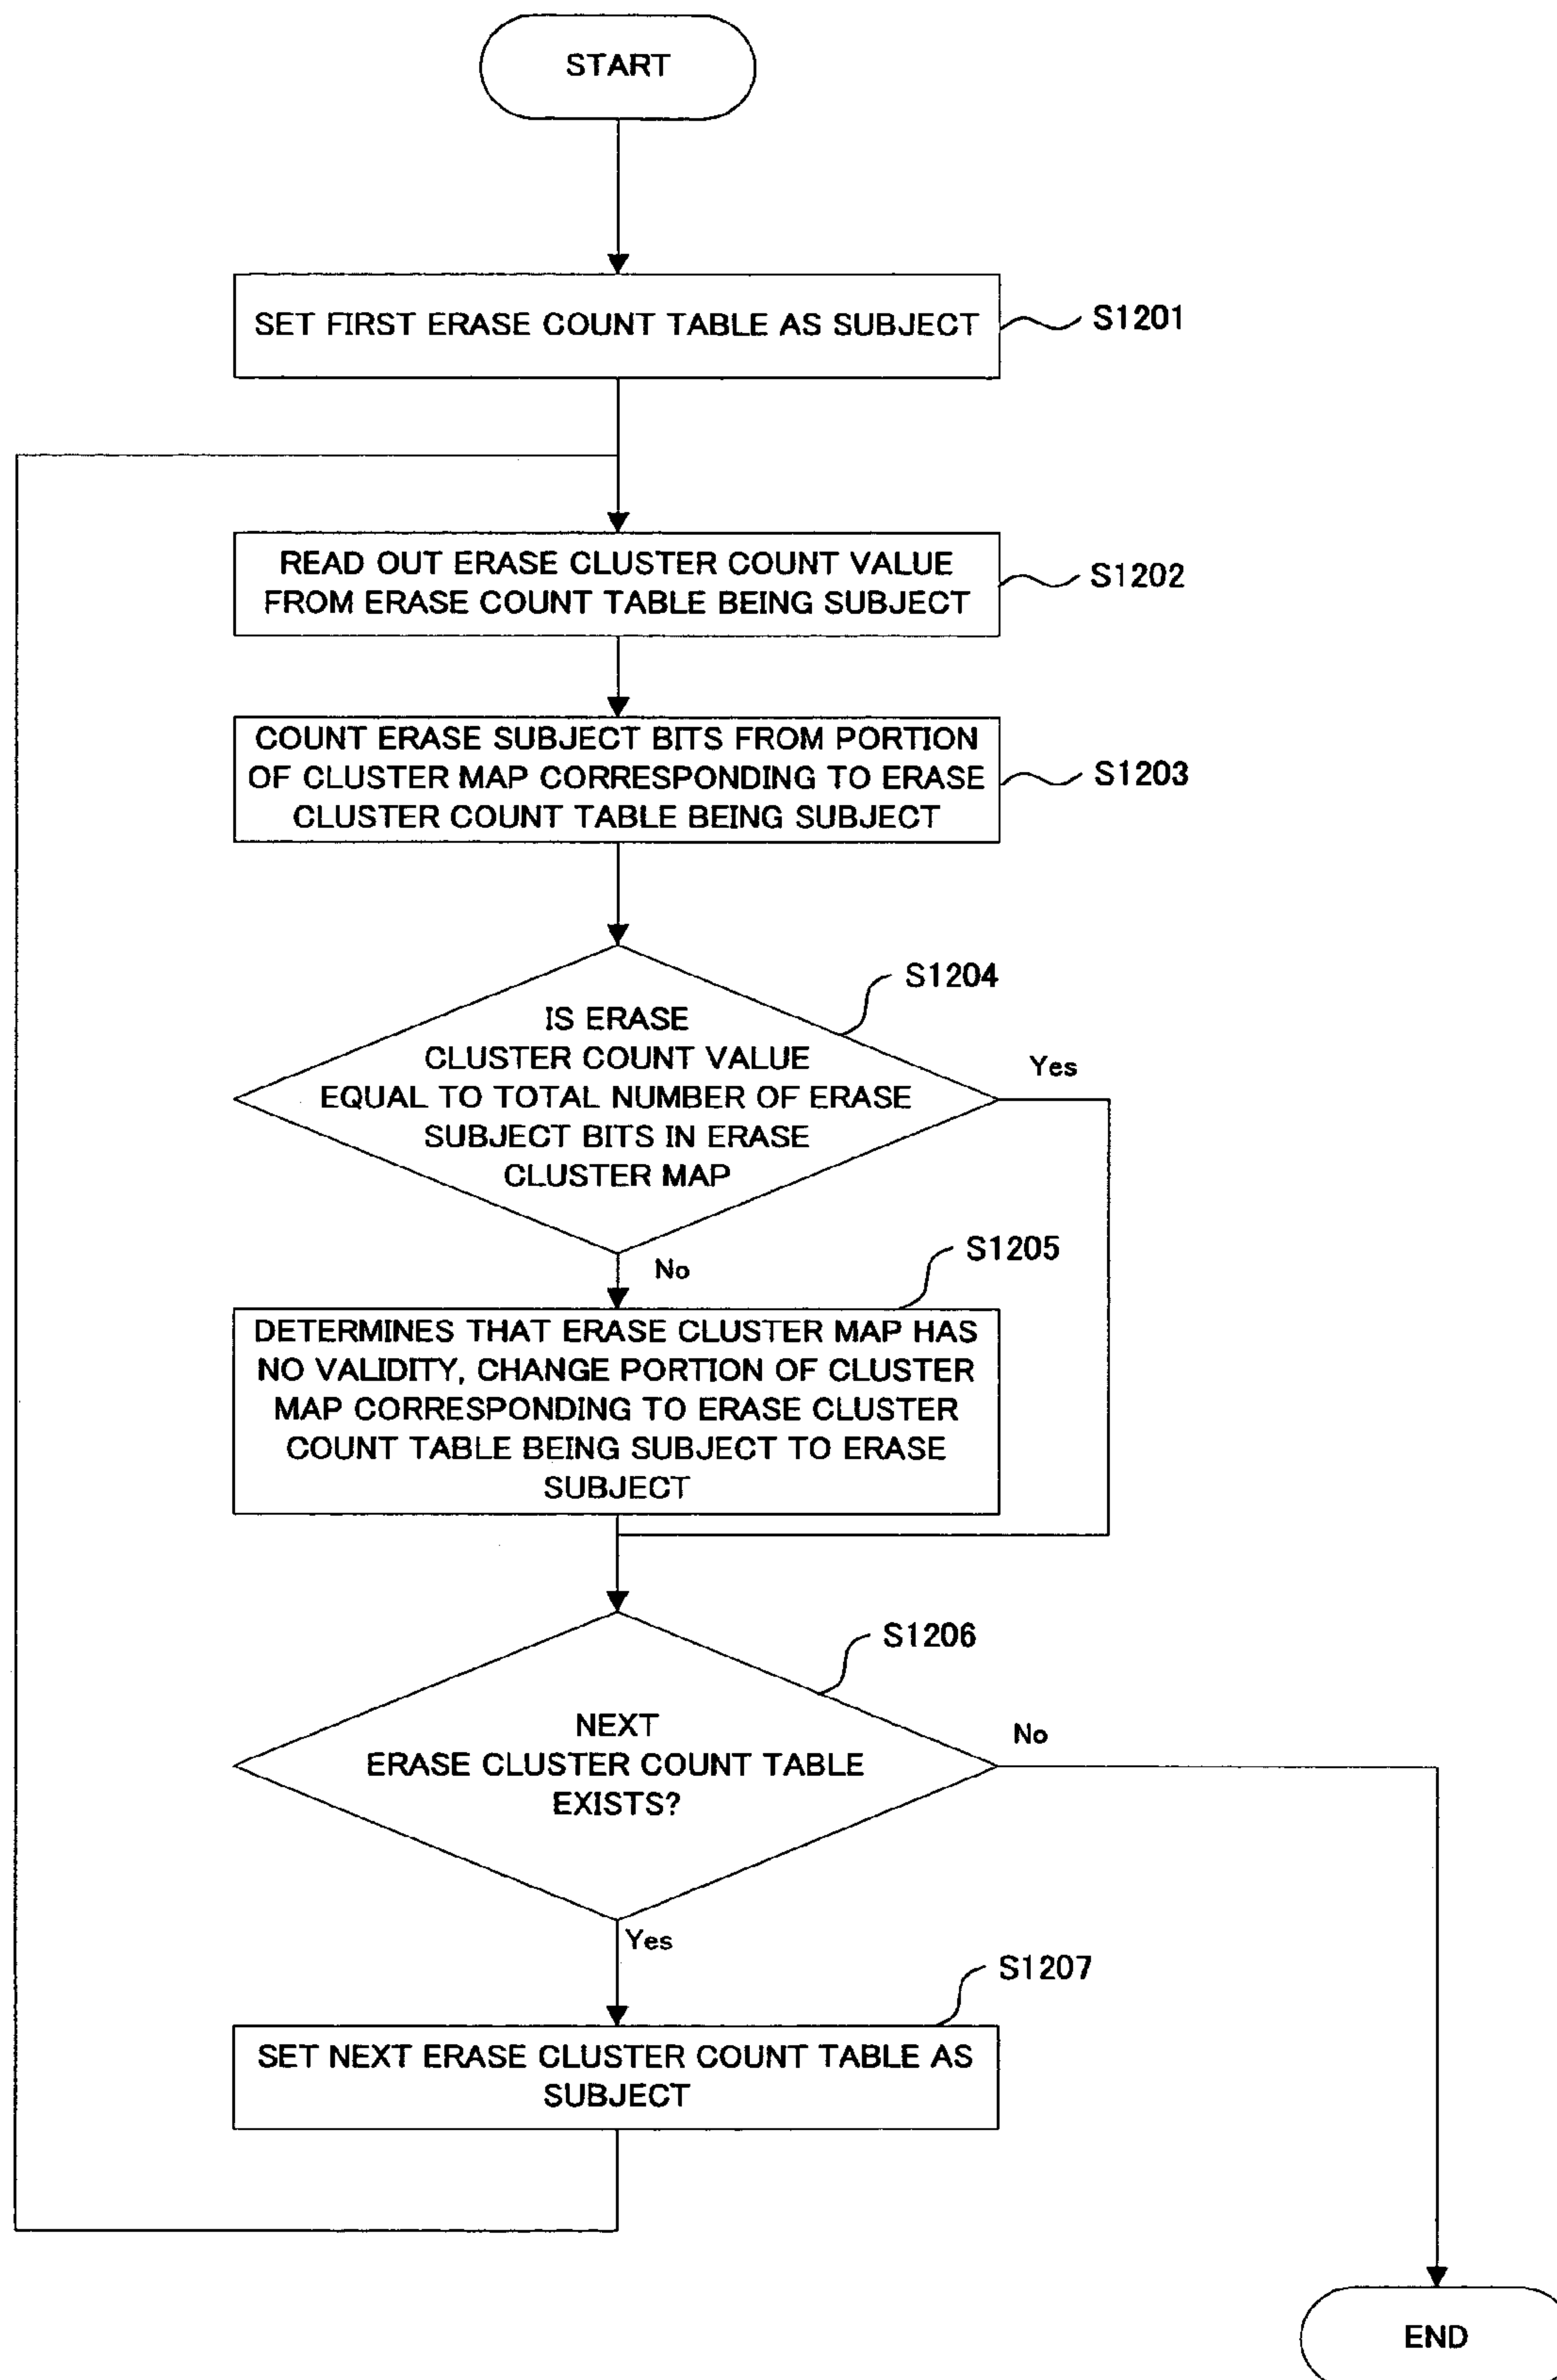 START
SET FIRST ERASE COUNT TABLE AS SUBJECT
S1201
READ OUT ERASE CLUSTER COUNT VALUE
FROM ERASE COUNT TABLE BEING SUBJECT
S1202
COUNT ERASE SUBJECT BITS FROM PORTION
OF CLUSTER MAP CORRESPONDING TO ERASE
CLUSTER COUNT TABLE BEING SUBJECT
S1203
S1204
IS ERASE
CLUSTER COUNT VALUE
EQUAL TO TOTAL NUMBER OF ERASE
SUBJECT BITS IN ERASE
CLUSTER MAP
Yes
No
S1205
DETERMINES THAT ERASE CLUSTER MAP HAS
NO VALIDITY, CHANGE PORTION OF CLUSTER
MAP CORRESPONDING TO ERASE CLUSTER
COUNT TABLE BEING SUBJECT TO ERASE
SUBJECT
S1206
NEXT
ERASE CLUSTER COUNT TABLE
EXISTS?
No
Yes
S1207
SET NEXT ERASE CLUSTER COUNT TABLE AS
SUBJECT
END